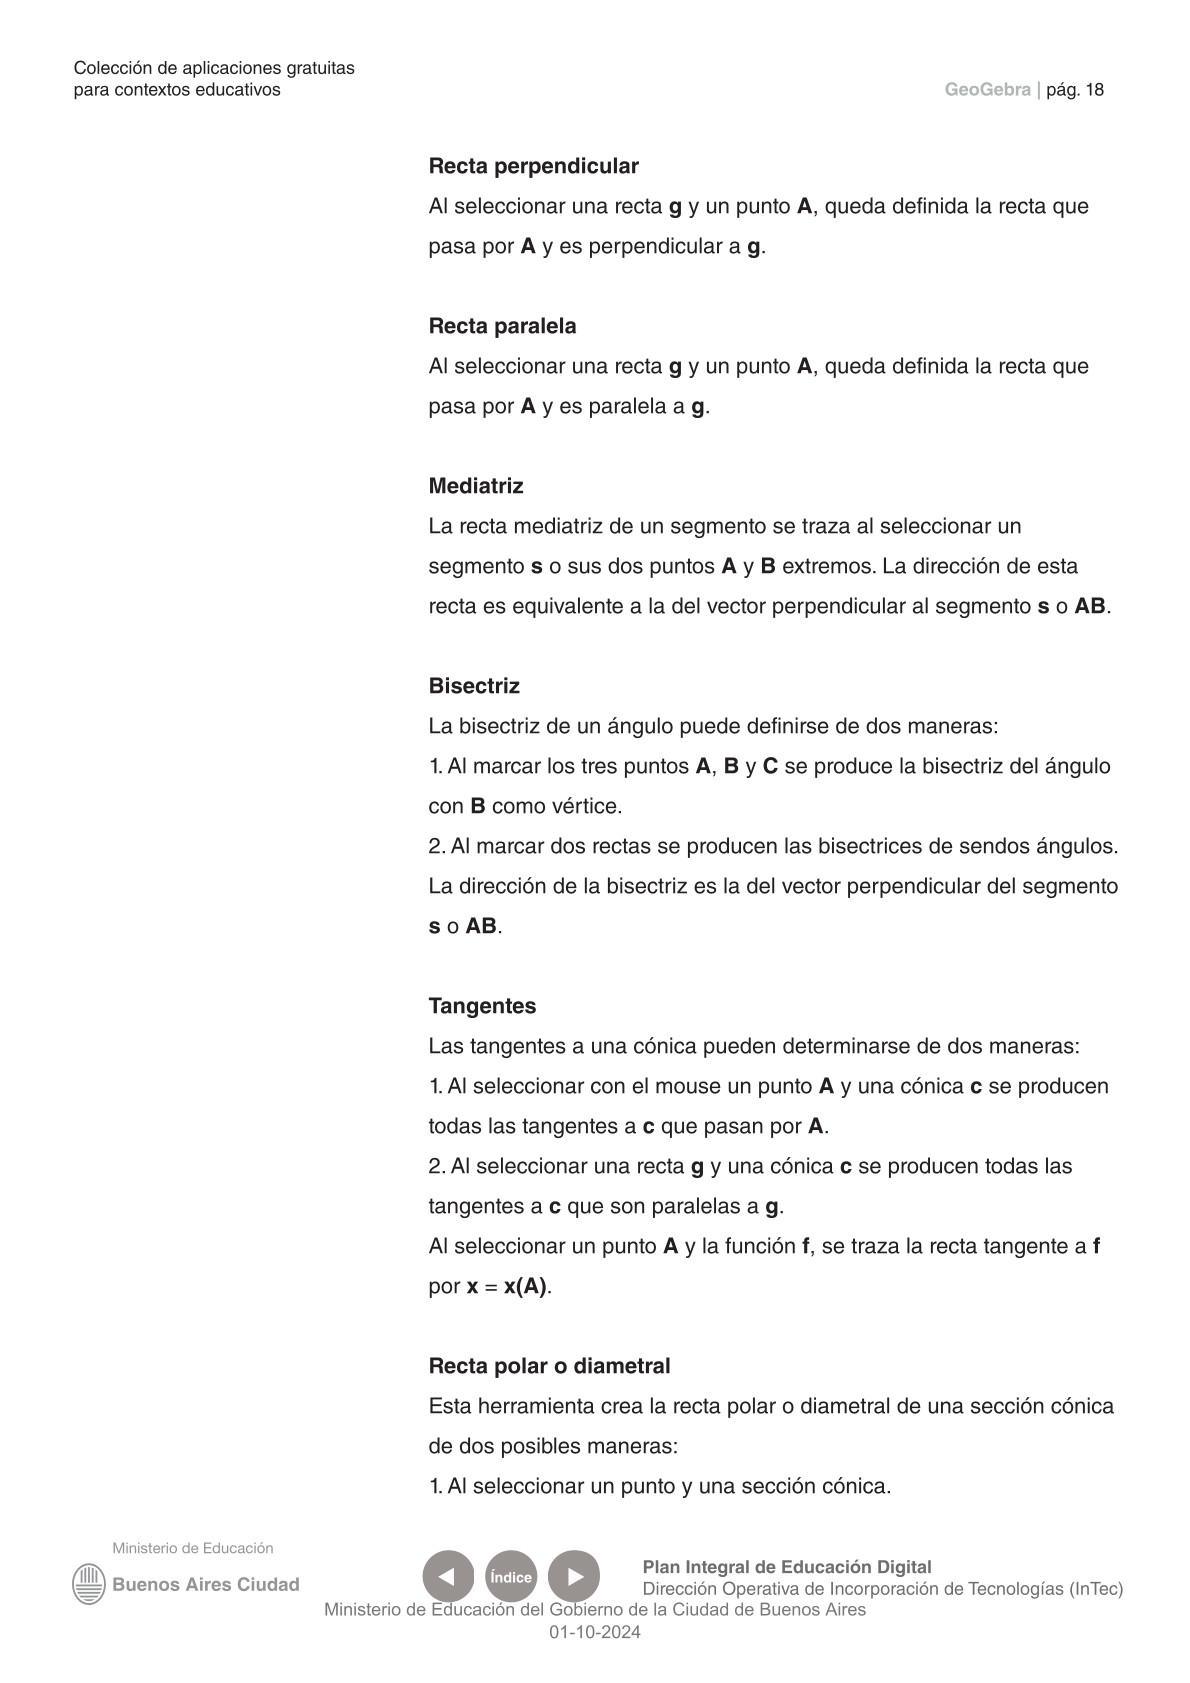 Colección de aplicaciones gratuitas
para contextos educativos
GeoGebra | pág. 18
Recta perpendicular
Al seleccionar una recta g y un punto A, queda definida la recta que
pasa por A y es perpendicular a g.
Recta paralela
Al seleccionar una recta g y un punto A, queda definida la recta que
pasa por A y es paralela a g.
Mediatriz
La recta mediatriz de un segmento se traza al seleccionar un
segmento s o sus dos puntos A y B extremos. La dirección de esta
recta es equivalente a la del vector perpendicular al segmento s o AB.
Bisectriz
La bisectriz de un ángulo puede definirse de dos maneras:
1. Al marcar los tres puntos A, B y C se produce la bisectriz del ángulo
con B como vértice.
2. Al marcar dos rectas se producen las bisectrices de sendos ángulos.
La dirección de la bisectriz es la del vector perpendicular del segmento
s o AB.
Tangentes
Las tangentes a una cónica pueden determinarse de dos maneras:
1. Al seleccionar con el mouse un punto A y una cónica c se producen
todas las tangentes a c que pasan por A.
2. Al seleccionar una recta g y una cónica c se producen todas las
tangentes a c que son paralelas a g.
Al seleccionar un punto A y la función f, se traza la recta tangente a f
por x = x(A).
Recta polar o diametral
Esta herramienta crea la recta polar o diametral de una sección cónica
de dos posibles maneras:
1. Al seleccionar un punto y una sección cónica.
Ministerio de Educación
Buenos Aires Ciudad
Índice
Plan Integral de Educación Digital
Dirección Operativa de Incorporación de Tecnologías (InTec)
Ministerio de Educación del Gobierno de la Ciudad de Buenos Aires
01-10-2024